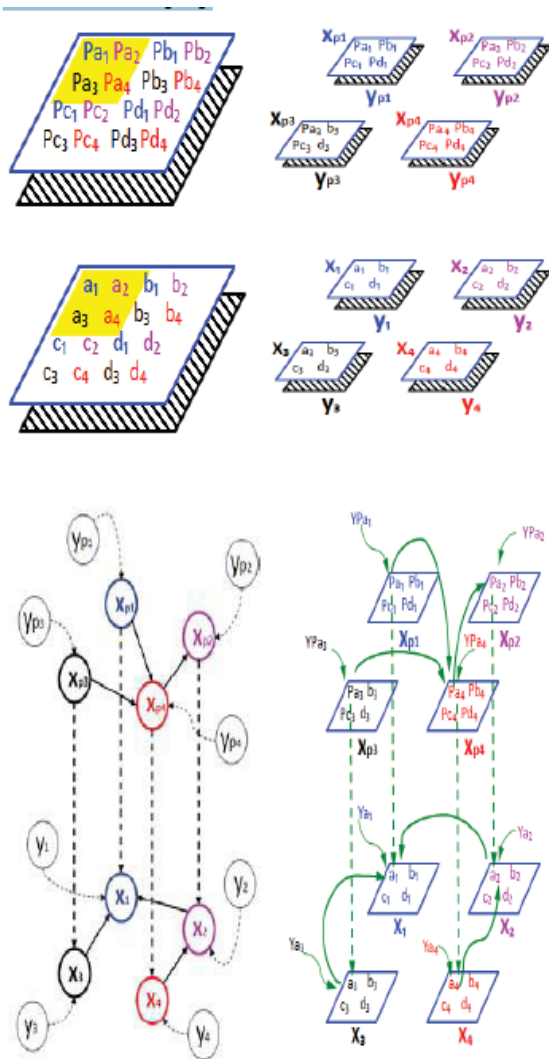 Pa₁ Pa₂ Pb₁ Pb₂
Pa₃ Pa₄ Pb₃ Pb₄
Pc₁ Pc₂ Pd₁ Pd₂
Pc₃ Pc₄ Pd₃ Pd₄
Xp1
Pa₁ Pb₁
Pc₁ Pd₁
yp1
Xp2
Pa₂ Pb₂
Pc₂ Pd₂
yp2
Xp3
Pa₃ b₃
Pc₃ d₃
yp3
Xp4
Pa₄ Pb₄
Pc₄ Pd₄
yp4
a₁ a₂ b₁ b₂
a₃ a₄ b₃ b₄
c₁ c₂ d₁ d₂
c₃ c₄ d₃ d₄
X₁
a₁ b₁
c₁ d₁
y₁
X₂
a₂ b₂
c₂ d₂
y₂
X₃
b₃
c₃
y₃
X₄
a₄ b₄
c₄ d₄
y₄
yp2
yp3
yp4
Xp1
Xp2
Xp3
Xp4
y₁
y₂
y₃
y₄
X₁
X₂
X₃
X₄
YPa₁
YPa₂
Pa₁ Pb₁
Pc₁ Pd₁
Xp1
Pa₂ Pb₂
Pc₂ Pd₂
Xp2
YPa₃
YPa₄
Pa₃ b₃
Pc₃ d₃
Xp3
Pa₄ Pb₄
Pc₄ Pd₄
Xp4
Ya₁
Ya₂
a₁ b₁
c₁ d₁
X₁
a₂ b₂
c₂ d₂
X₂
Ya₃
Ya₄
a₃ b₃
c₃ d₃
X₃
a₄ b₄
c₄ d₄
X₄